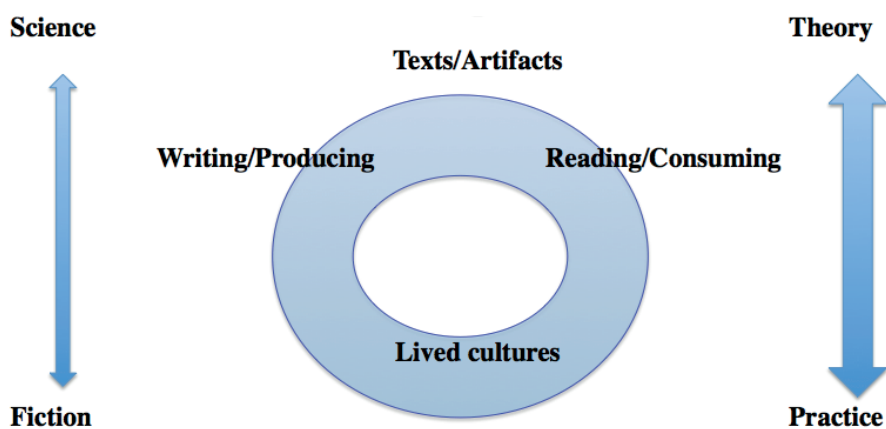 Science
Theory
Texts/Artifacts
Writing/Producing
Reading/Consuming
Lived cultures
Fiction
Practice